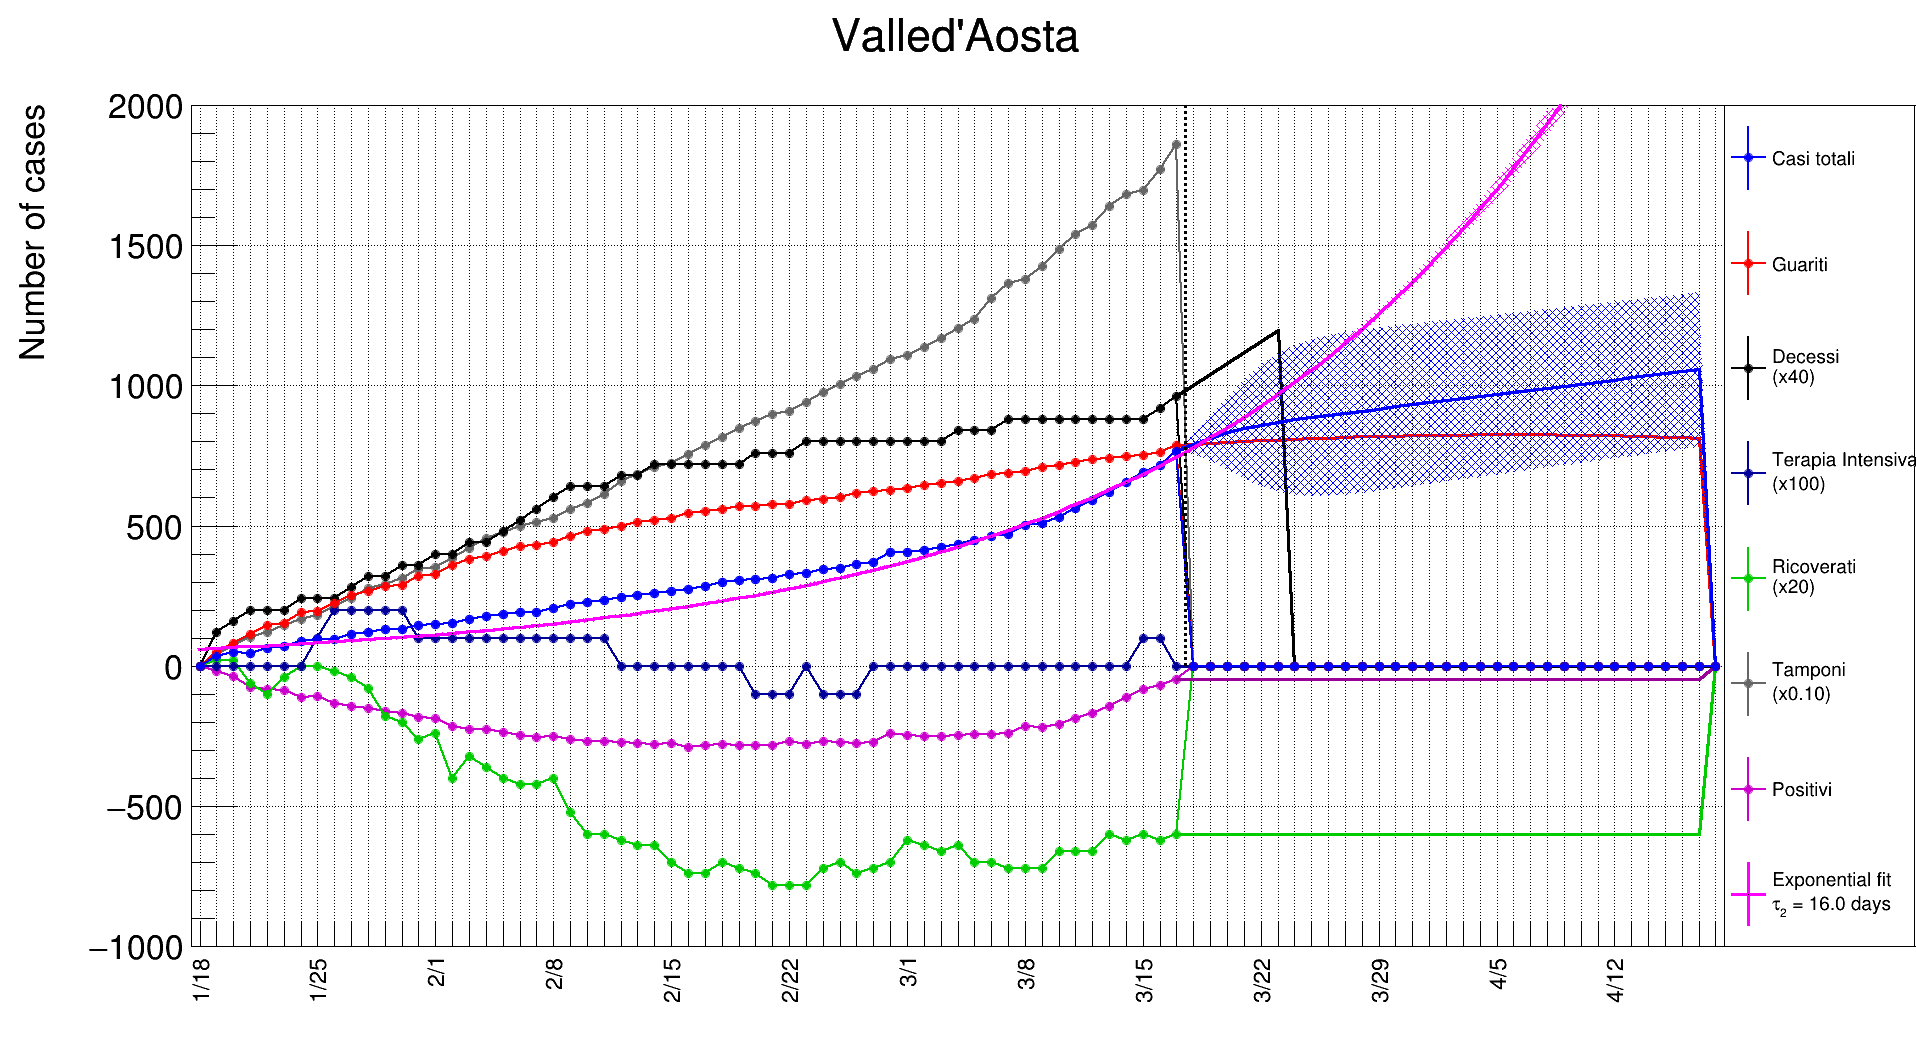 Valled'Aosta
Number of cases
2000
1500
1000
500
0
−500
−1000
1/18
1/25
2/1
2/8
2/15
2/22
3/1
3/8
3/15
3/22
3/29
4/5
4/12
Casi totali
Guariti
Decessi
(x40)
Terapia Intensiva
(x100)
Ricoverati
(x20)
Tamponi
(x0.10)
Positivi
Exponential fit
τ2 = 16.0 days